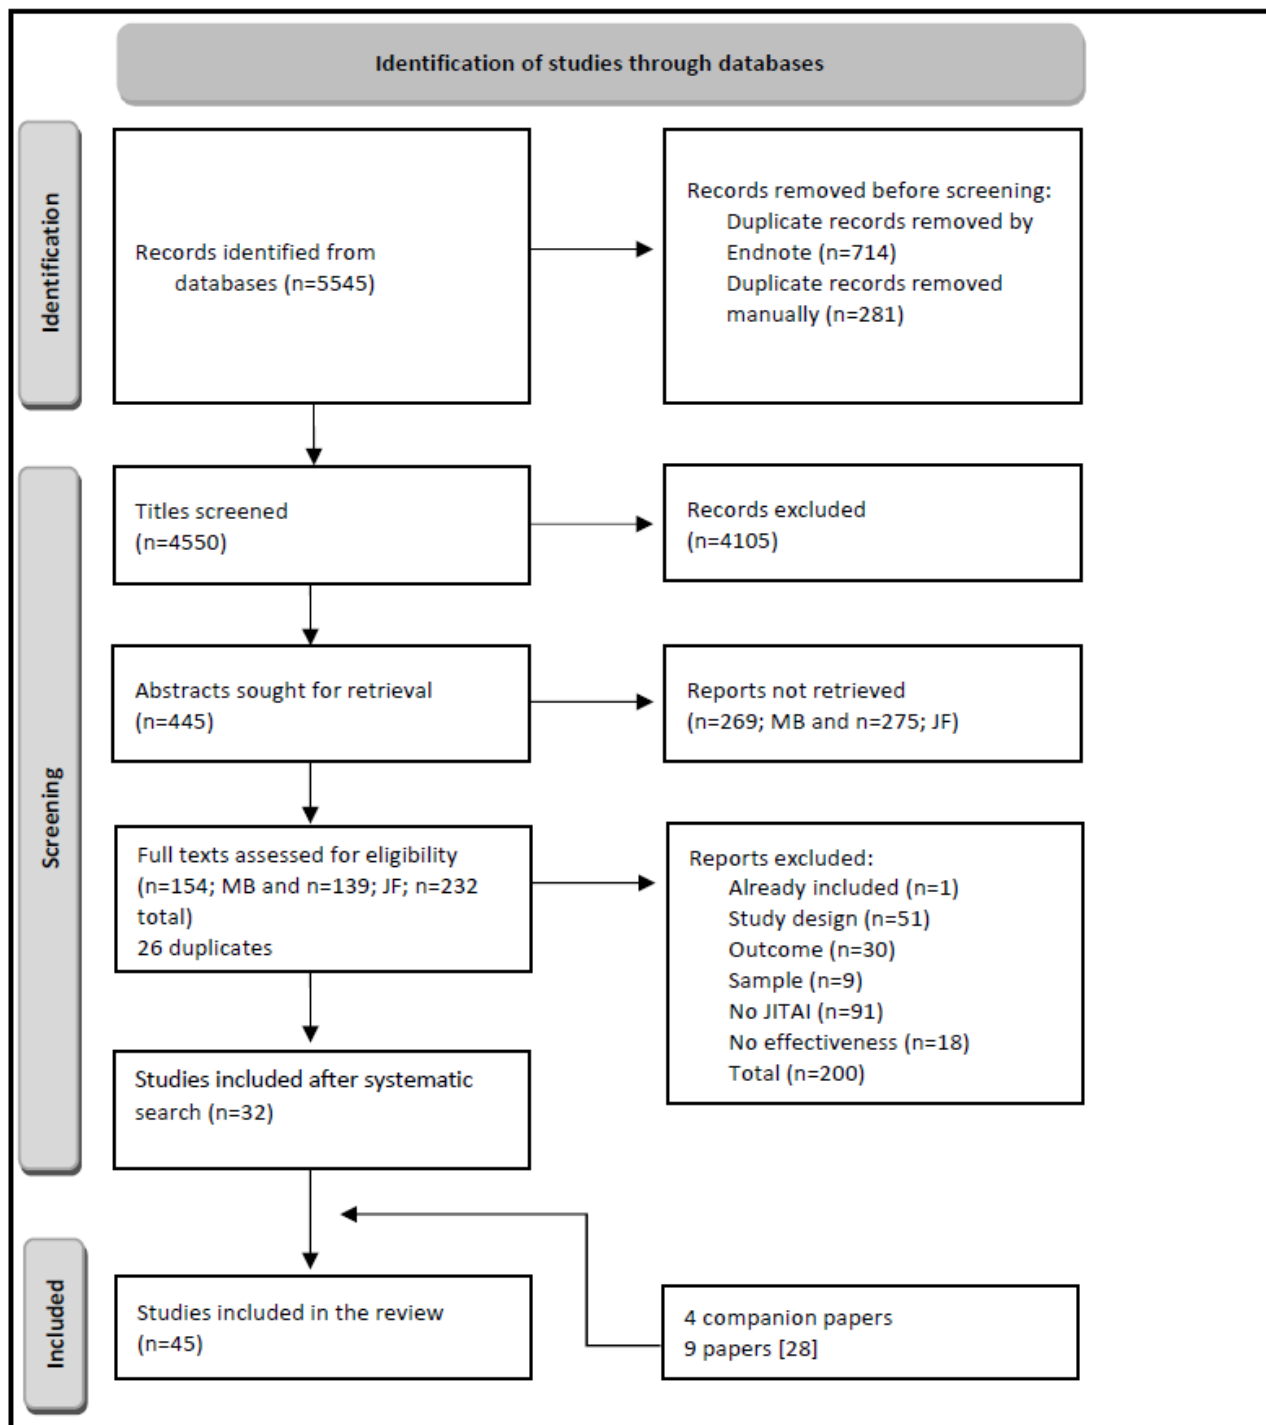 Identification of studies through databases
Identification
Records identified from
databases (n=5545)
Records removed before screening:
Duplicate records removed by
Endnote (n=714)
Duplicate records removed
manually (n=281)
Screening
Titles screened
(n=4550)
Records excluded
(n=4105)
Abstracts sought for retrieval
(n=445)
Reports not retrieved
(n=269; MB and n=275; JF)
Full texts assessed for eligibility
(n=154; MB and n=139; JF; n=232
total)
26 duplicates
Reports excluded:
Already included (n=1)
Study design (n=51)
Outcome (n=30)
Sample (n=9)
No JITAI (n=91)
No effectiveness (n=18)
Total (n=200)
Studies included after systematic
search (n=32)
Included
Studies included in the review
(n=45)
4 companion papers
9 papers [28]